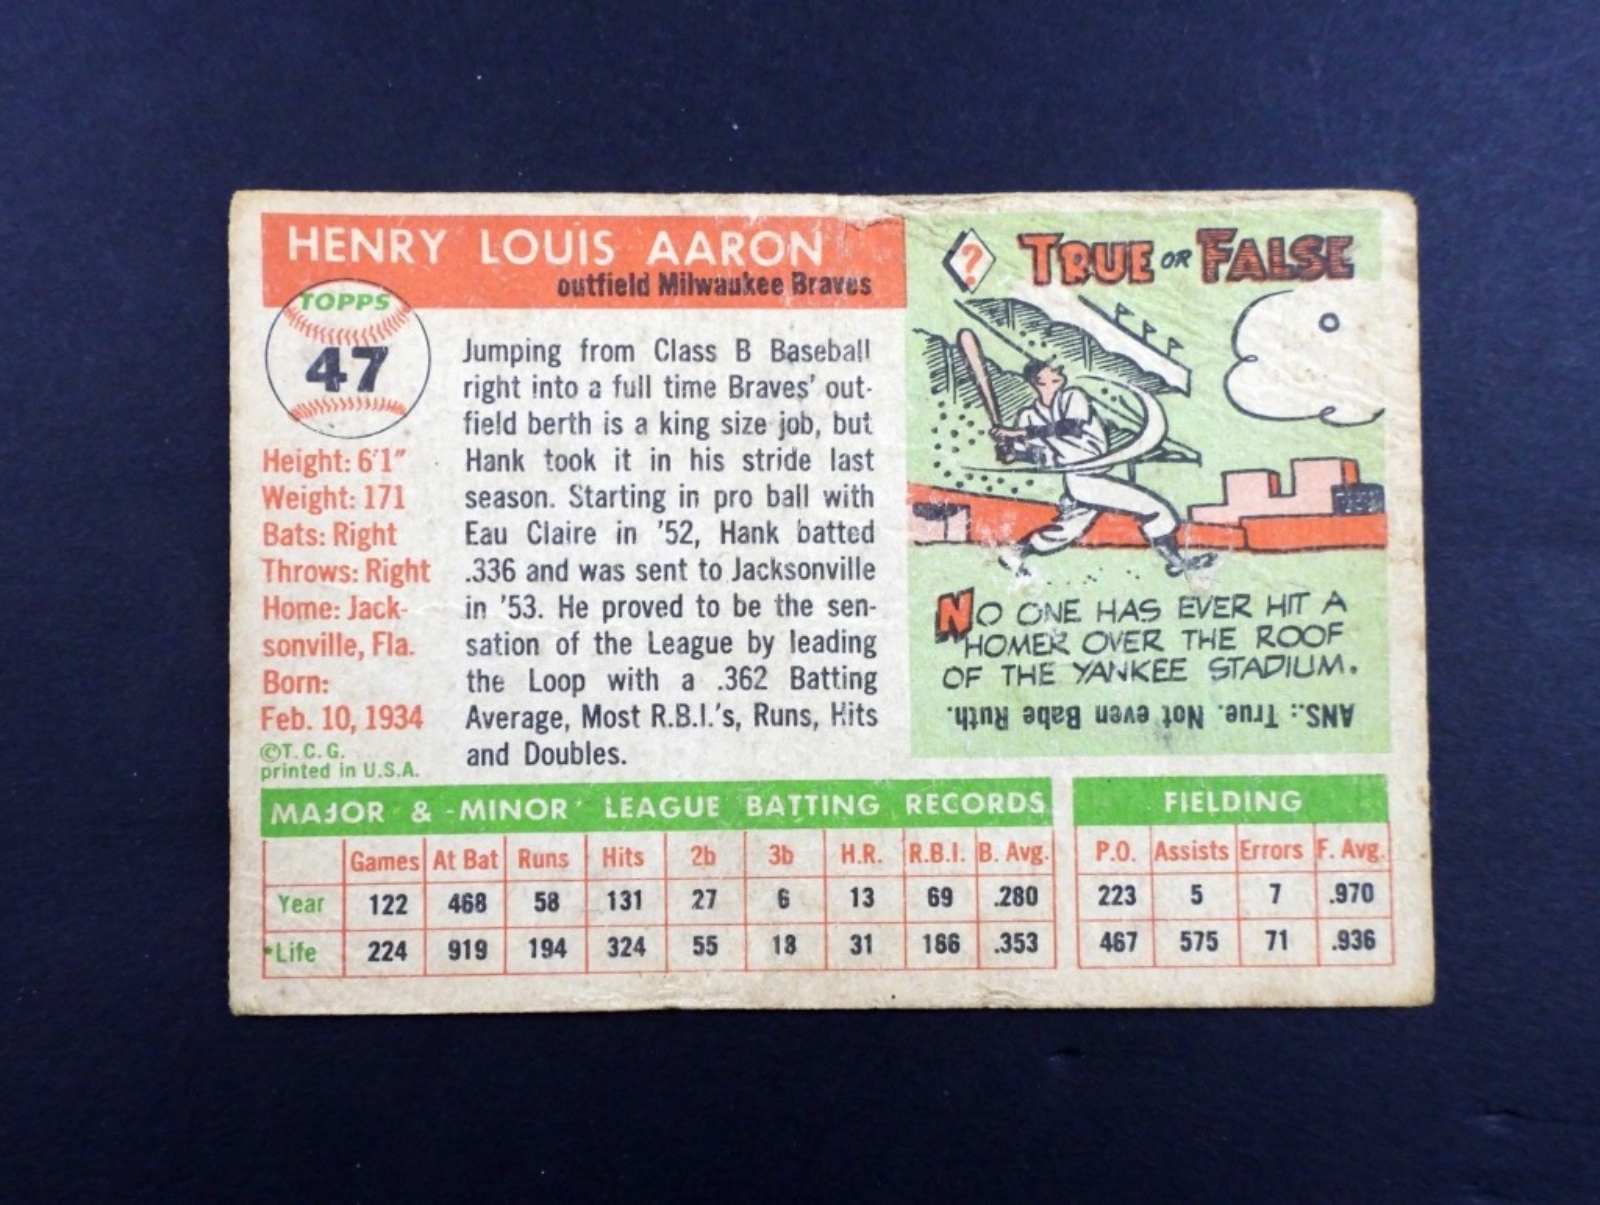 HENRY LOUIS AARON
outfield Milwaukee Braves
TOPPS
47
Height: 6'1"
Weight: 171
Bats: Right
Throws: Right
Home: Jack-
sonville, Fla.
Born:
Feb. 10, 1934
©T. C. G.
printed in U.S.A.
Jumping from Class B Baseball
right into a full time Braves' out-
field berth is a king size job, but
Hank took it in his stride last
season. Starting in pro ball with
Eau Claire in '52, Hank batted
.336 and was sent to Jacksonville
in '53. He proved to be the sen-
sation of the League by leading
the Loop with a .362 Batting
Average, Most R.B.I.'s, Runs, Hits
and Doubles.
? TRUE OR FALSE
NO ONE HAS EVER HIT A
HOMER OVER THE ROOF
OF THE YANKEE STADIUM.
ANS.: True. Not even Babe Ruth.
MAJOR & MINOR LEAGUE BATTING RECORDS
Games At Bat Runs Hits 2b 3b H.R. R.B.I. B. Avg.
Year 122 468 58 131 27 6 13 69 .280
*Life 224 919 194 324 55 18 31 166 .353
FIELDING
P.O. Assists Errors F. Avg.
223 5 7 .970
467 575 71 .936